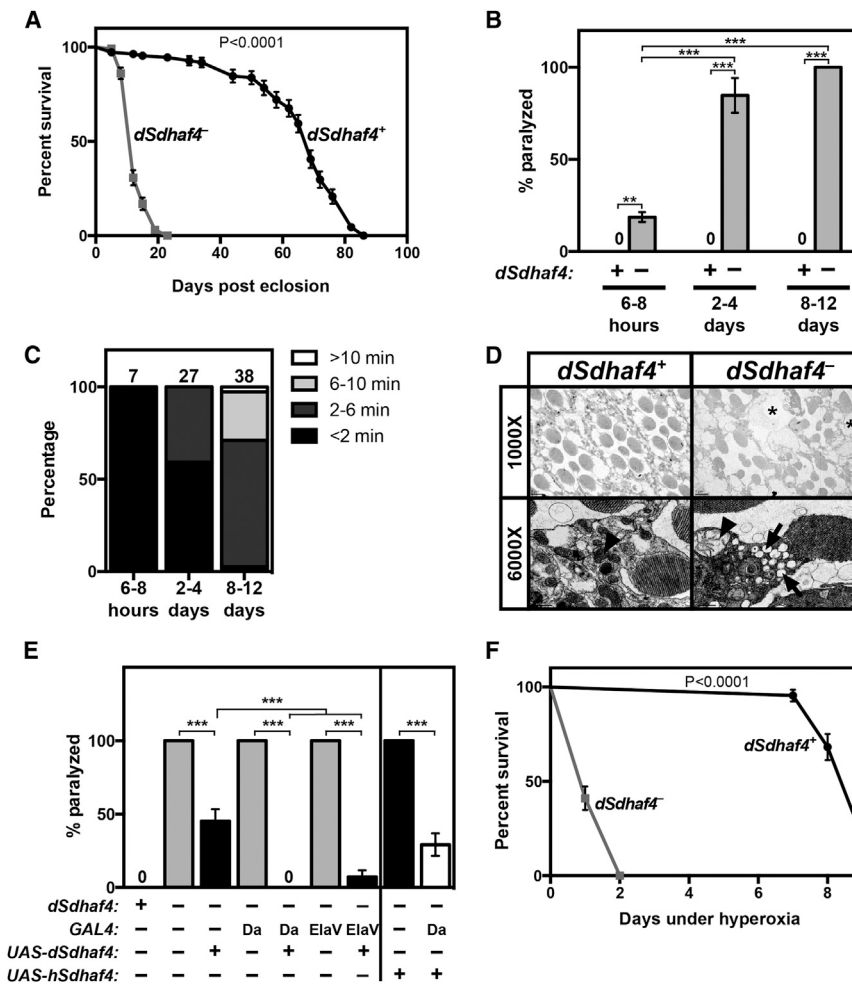 A
P<0.0001
100
50
0
Percent survival
dSdhaf4⁻
dSdhaf4⁺
0 20 40 60 80 100
Days post eclosion
B
***
***
***
***
**
100
50
0
% paralyzed
0 0 0
dSdhaf4: + − + − + −
6-8 2-4 8-12
hours days days
C
7 27 38
100
50
0
Percentage
6-8 2-4 8-12
hours days days
>10 min
6-10 min
2-6 min
<2 min
D
dSdhaf4⁺ dSdhaf4⁻
1000X
* *
6000X
E
***
*** *** *** ***
100
50
0
% paralyzed
0 0
dSdhaf4: + − − − − − − − −
GAL4: − − − Da Da ElaV ElaV − Da
UAS-dSdhaf4: − − + − + − + − −
UAS-hSdhaf4: − − − − − − − + +
F
P<0.0001
100
50
0
Percent survival
dSdhaf4⁺
dSdhaf4⁻
0 2 4 6 8
Days under hyperoxia